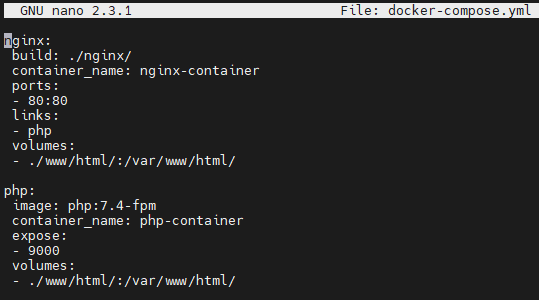 GNU nano 2.3.1 File: docker-compose.yml
nginx:
 build: ./nginx/
 container_name: nginx-container
 ports:
 - 80:80
 links:
 - php
 volumes:
 - ./www/html/:/var/www/html/
php:
 image: php:7.4-fpm
 container_name: php-container
 expose:
 - 9000
 volumes:
 - ./www/html/:/var/www/html/